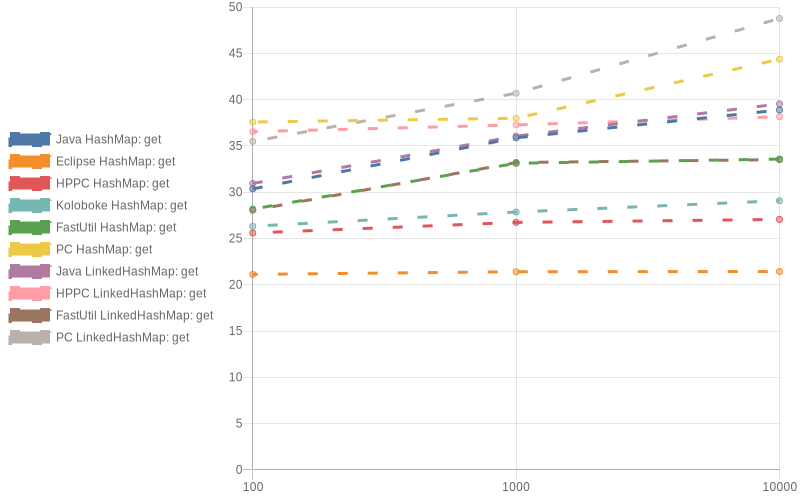 50
45
40
35
30
25
20
15
10
5
0
100
1000
10000
Java HashMap: get
Eclipse HashMap: get
HPPC HashMap: get
Koloboke HashMap: get
FastUtil HashMap: get
PC HashMap: get
Java LinkedHashMap: get
HPPC LinkedHashMap: get
FastUtil LinkedHashMap: get
PC LinkedHashMap: get